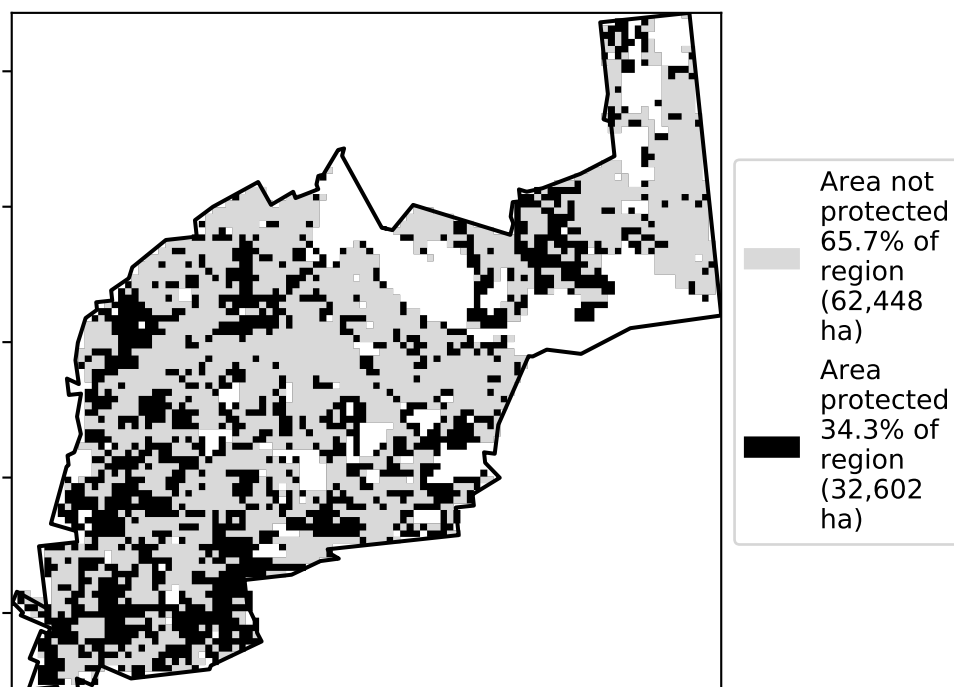 Area not
protected
65.7% of
region
(62,448
ha)
Area
protected
34.3% of
region
(32,602
ha)